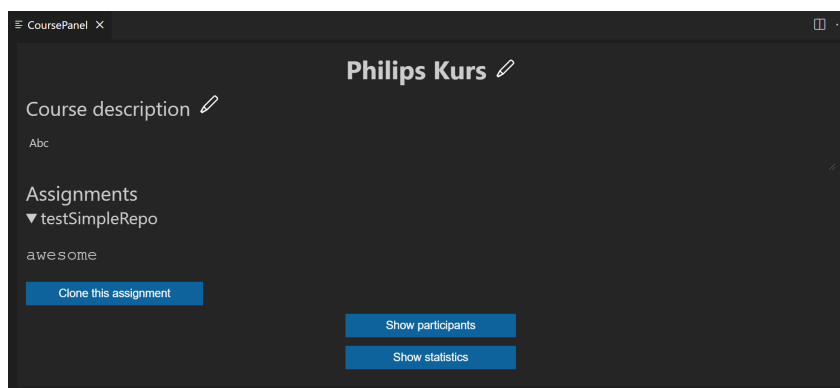 CoursePanel
Philips Kurs
Course description
Abc
Assignments
testSimpleRepo
awesome
Clone this assignment
Show participants
Show statistics